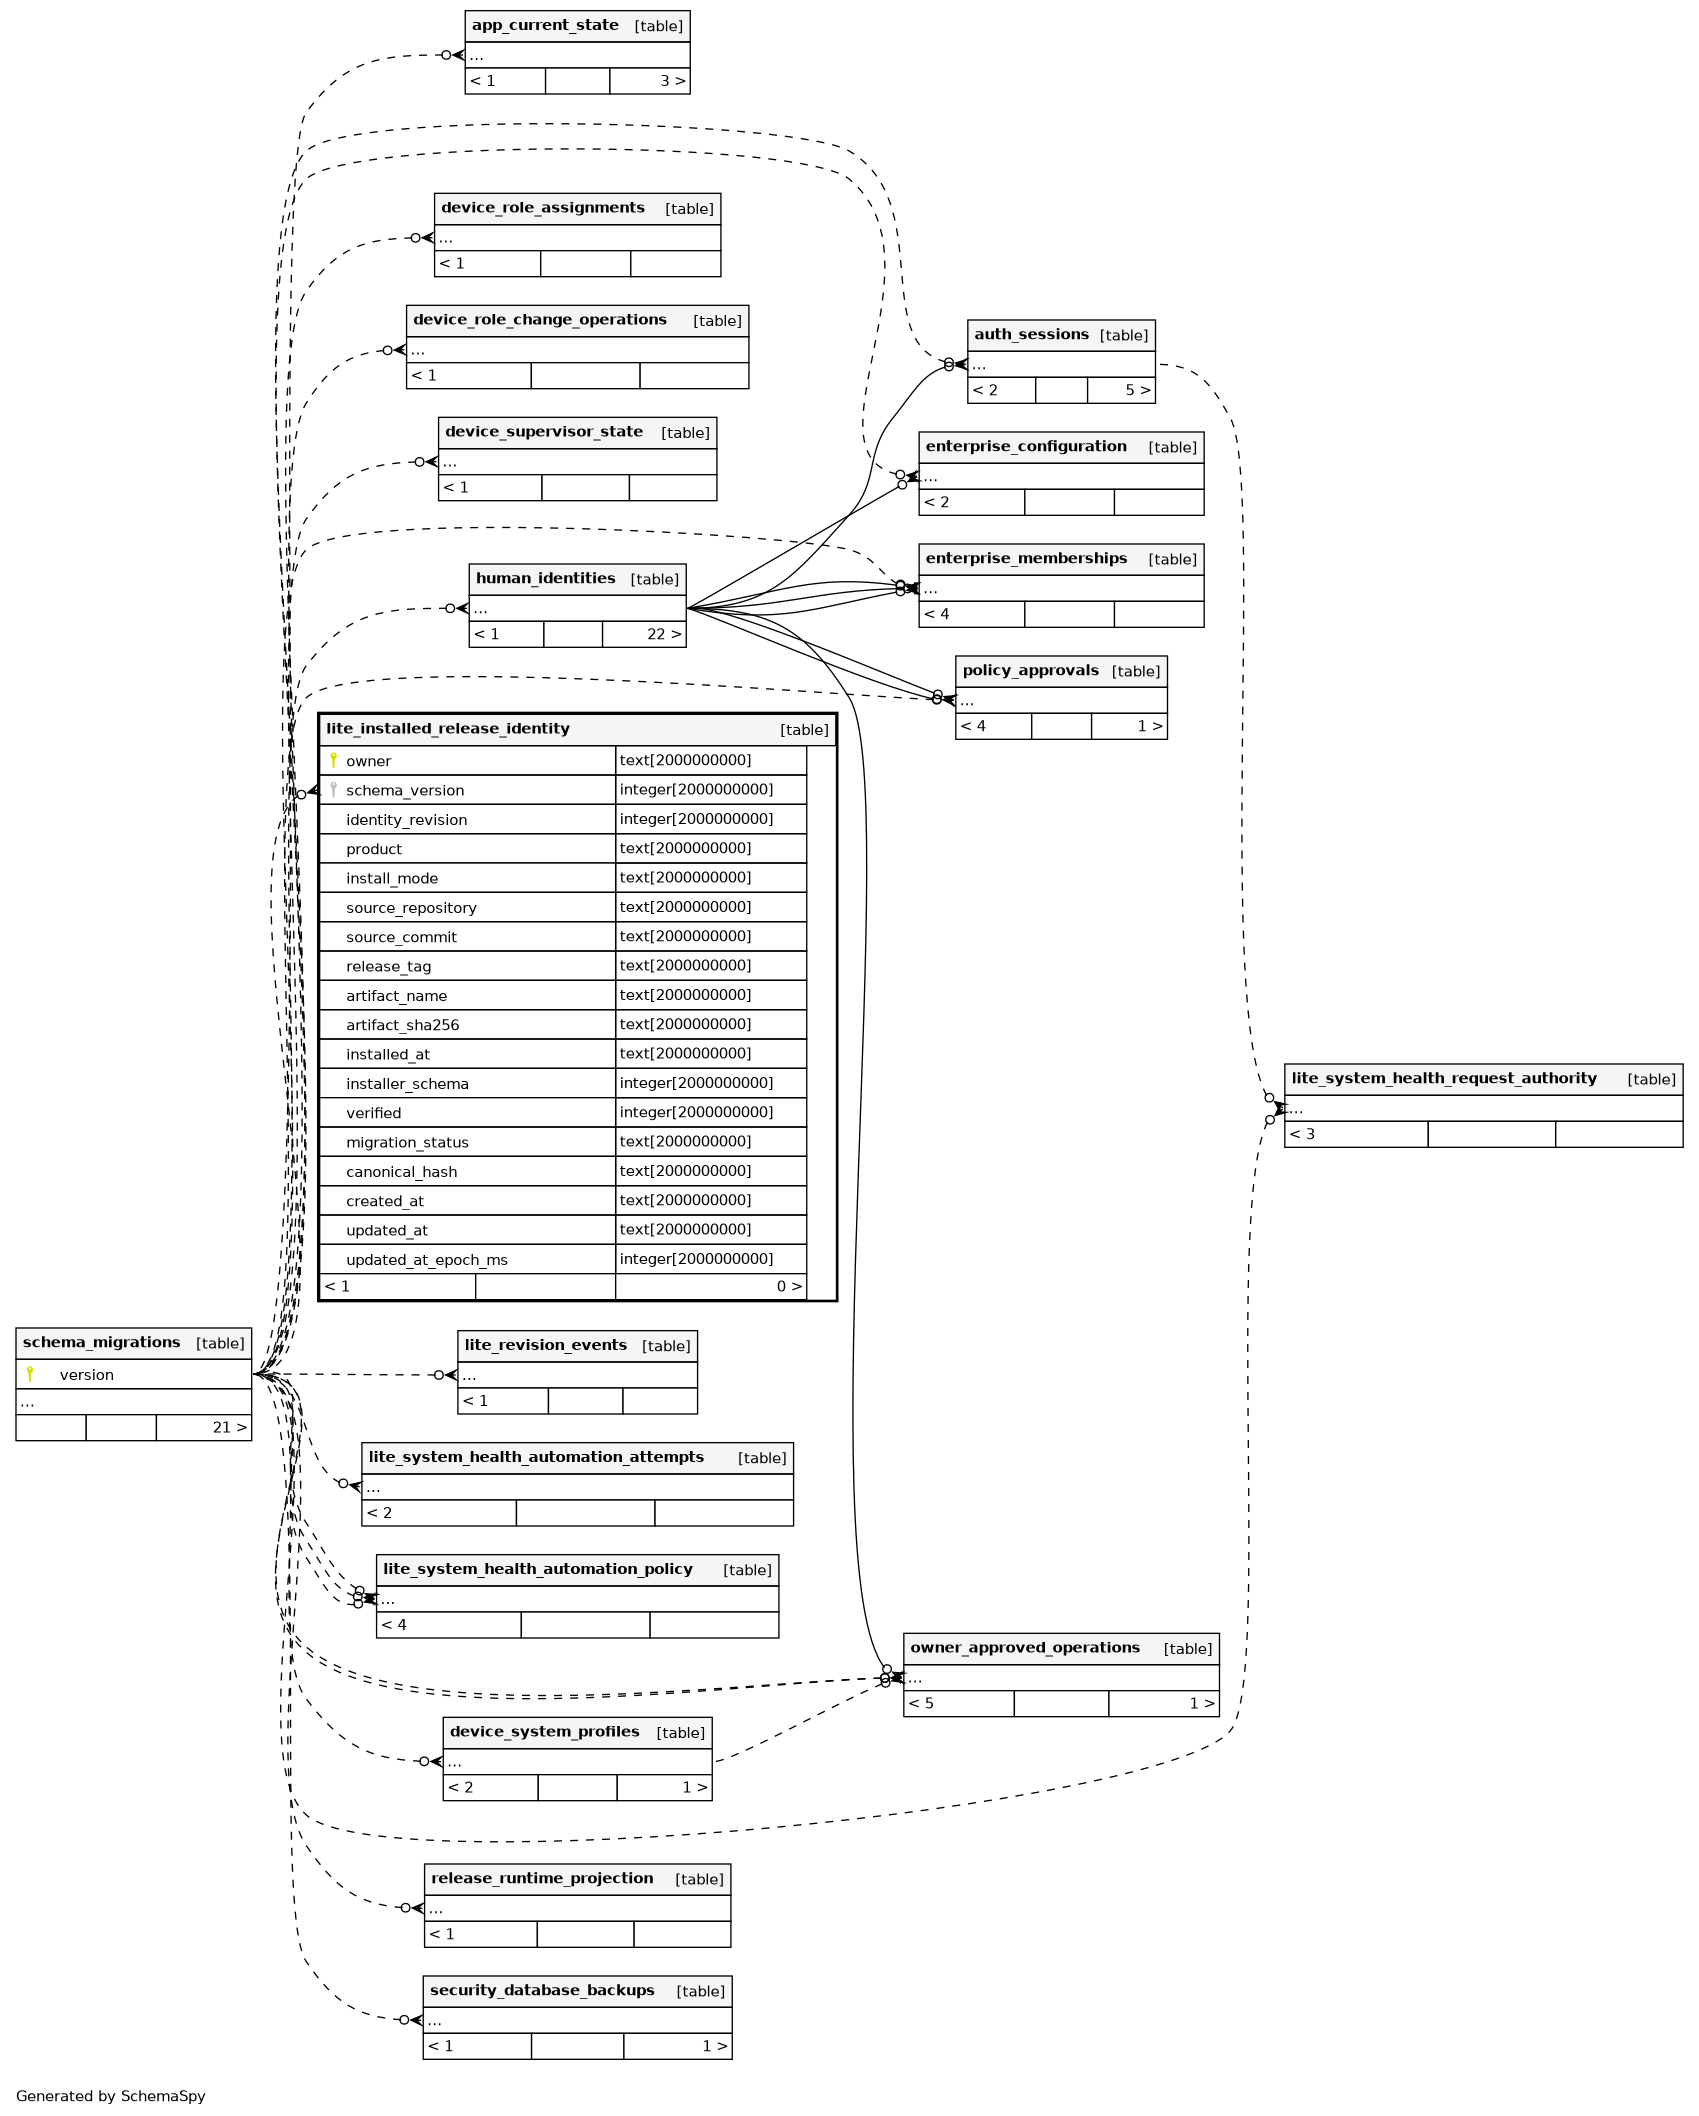 app_current_state [table]
...
< 1 3 >
device_role_assignments [table]
...
< 1
device_role_change_operations [table]
...
< 1
auth_sessions [table]
...
< 2 5 >
device_supervisor_state [table]
...
< 1
enterprise_configuration [table]
...
< 2
enterprise_memberships [table]
...
< 4
human_identities [table]
...
< 1 22 >
policy_approvals [table]
...
< 4 1 >
lite_installed_release_identity [table]
owner text[2000000000]
schema_version integer[2000000000]
identity_revision integer[2000000000]
product text[2000000000]
install_mode text[2000000000]
source_repository text[2000000000]
source_commit text[2000000000]
release_tag text[2000000000]
artifact_name text[2000000000]
artifact_sha256 text[2000000000]
installed_at text[2000000000]
installer_schema integer[2000000000]
verified integer[2000000000]
migration_status text[2000000000]
canonical_hash text[2000000000]
created_at text[2000000000]
updated_at text[2000000000]
updated_at_epoch_ms integer[2000000000]
< 1 0 >
lite_system_health_request_authority [table]
...
< 3
schema_migrations [table]
version
...
21 >
lite_revision_events [table]
...
< 1
lite_system_health_automation_attempts [table]
...
< 2
lite_system_health_automation_policy [table]
...
< 4
owner_approved_operations [table]
...
< 5 1 >
device_system_profiles [table]
...
< 2 1 >
release_runtime_projection [table]
...
< 1
security_database_backups [table]
...
< 1 1 >
Generated by SchemaSpy